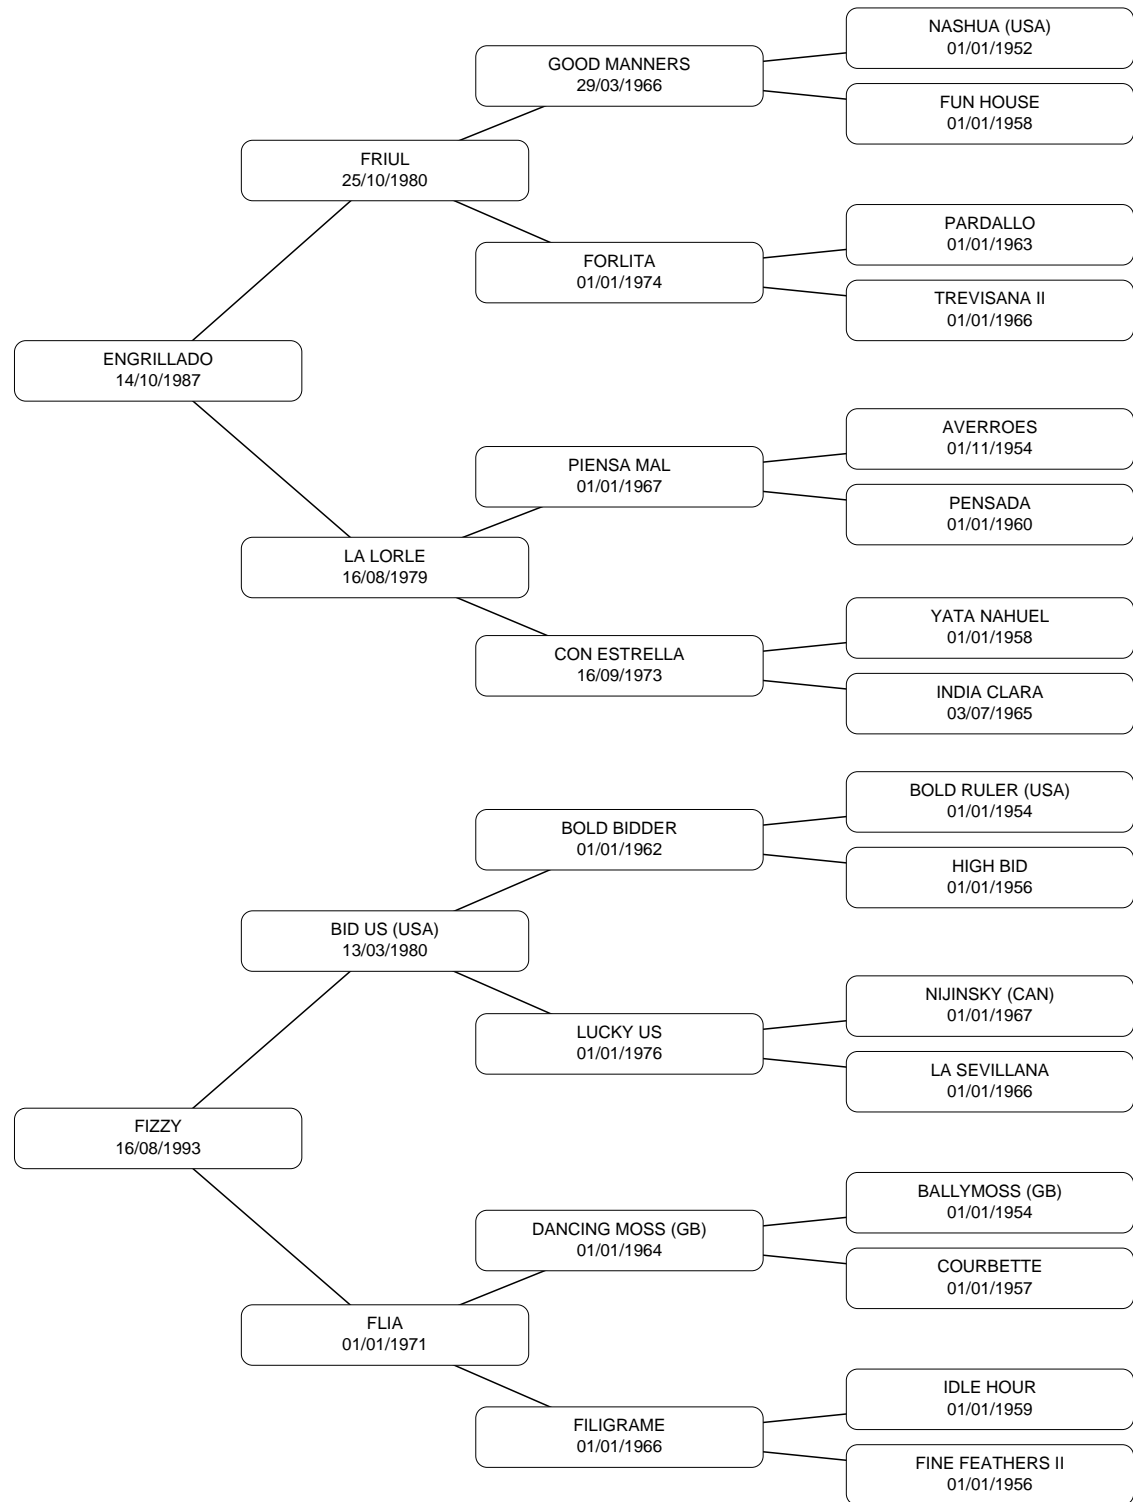 NASHUA (USA)
01/01/1952
GOOD MANNERS
29/03/1966
FUN HOUSE
01/01/1958
FRIUL
25/10/1980
PARDALLO
01/01/1963
FORLITA
01/01/1974
TREVISANA II
01/01/1966
ENGRILLADO
14/10/1987
AVERROES
01/11/1954
PIENSA MAL
01/01/1967
PENSADA
01/01/1960
LA LORLE
16/08/1979
YATA NAHUEL
01/01/1958
CON ESTRELLA
16/09/1973
INDIA CLARA
03/07/1965
BOLD RULER (USA)
01/01/1954
BOLD BIDDER
01/01/1962
HIGH BID
01/01/1956
BID US (USA)
13/03/1980
NIJINSKY (CAN)
01/01/1967
LUCKY US
01/01/1976
LA SEVILLANA
01/01/1966
FIZZY
16/08/1993
BALLYMOSS (GB)
01/01/1954
DANCING MOSS (GB)
01/01/1964
COURBETTE
01/01/1957
FLIA
01/01/1971
IDLE HOUR
01/01/1959
FILIGRAME
01/01/1966
FINE FEATHERS II
01/01/1956